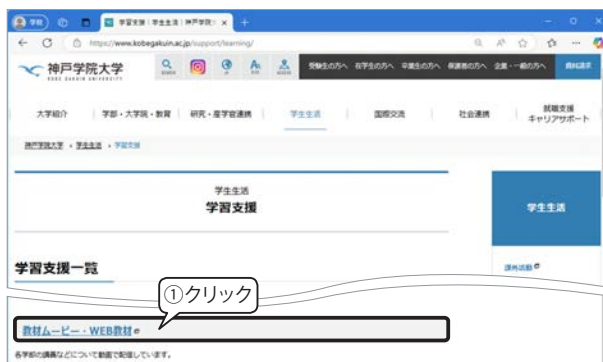 学校
学習支援 | 学生生活 | 神戸学院
https://www.kobegakuin.ac.jp/support/learning/
神戸学院大学
KOBE GAKUIN UNIVERSITY
受験生の方へ 在学生の方へ 卒業生の方へ 保護者の方へ 企業・一般の方へ 資料請求
大学紹介 学部・大学院・教育 研究・産学官連携 学生生活 国際交流 社会連携 就職支援
キャリアサポート
神戸学院大学 › 学生生活 › 学習支援
学生生活
学習支援
学生生活
学習支援一覧
課外活動
①クリック
教材ムービー・WEB教材
各学部の講義などについて動画で配信しています。